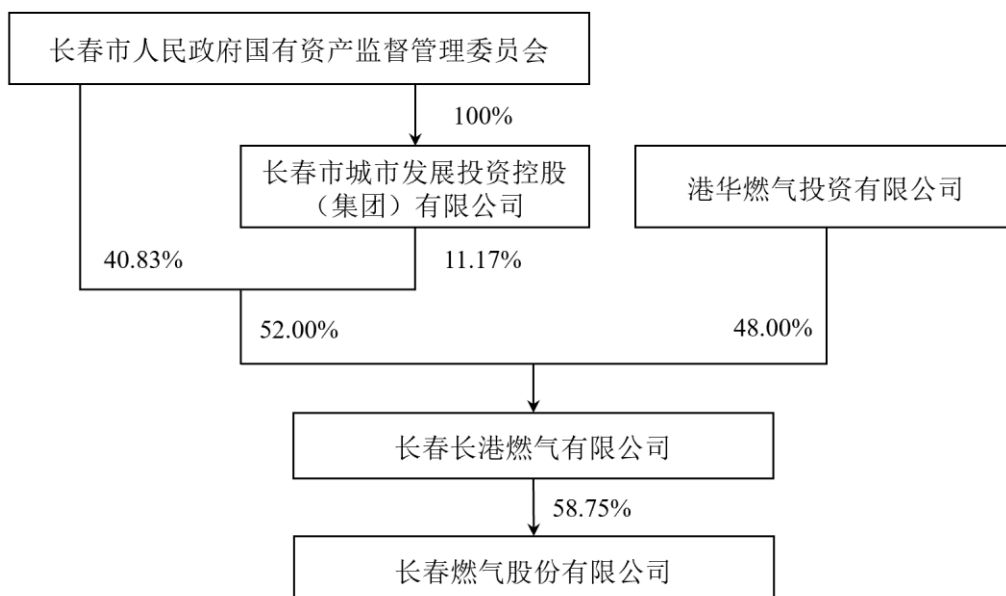 长春市人民政府国有资产监督管理委员会
100%
长春市城市发展投资控股
（集团）有限公司
港华燃气投资有限公司
40.83%
11.17%
52.00%
48.00%
长春长港燃气有限公司
58.75%
长春燃气股份有限公司